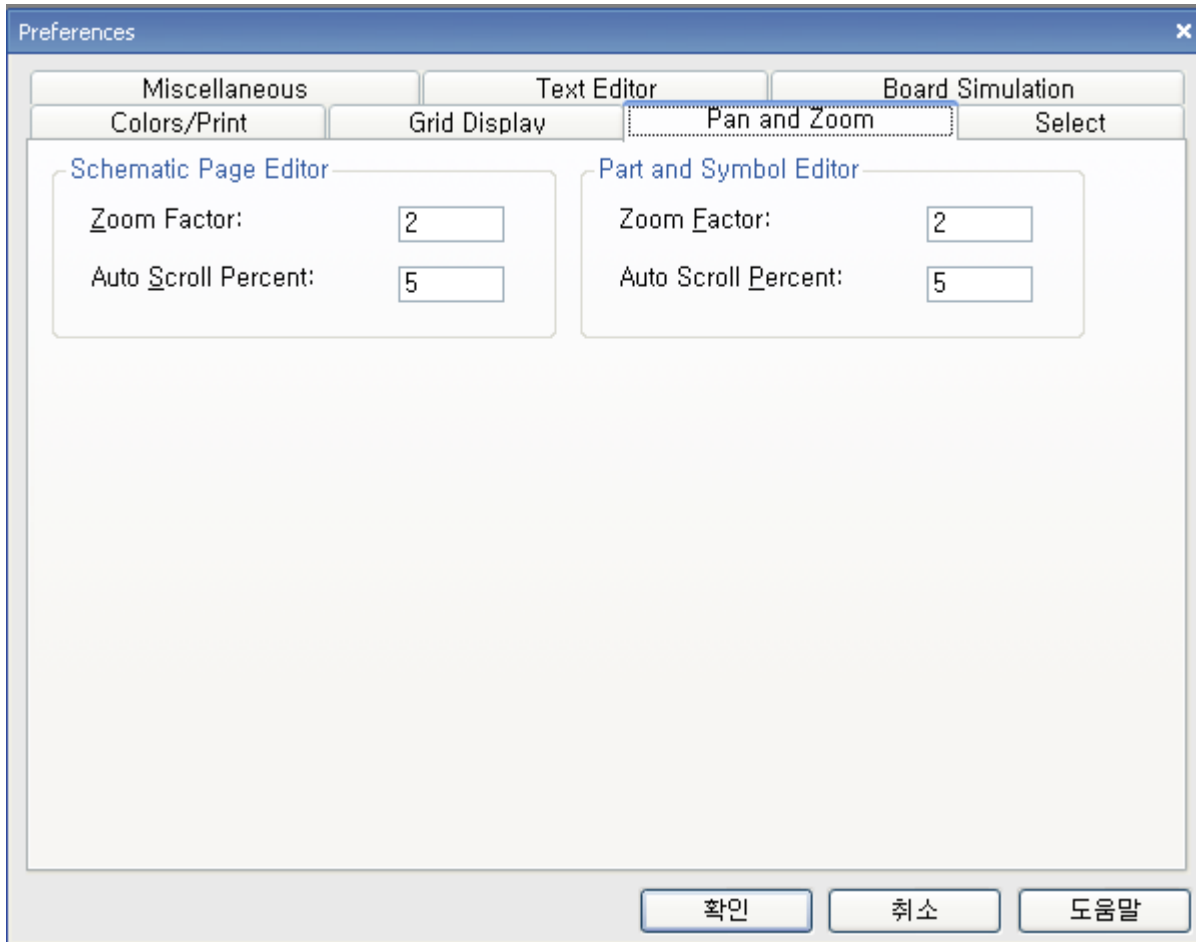 Preferences
Miscellaneous Text Editor Board Simulation
Colors/Print Grid Display Pan and Zoom Select
Schematic Page Editor
Zoom Factor: 2
Auto Scroll Percent: 5
Part and Symbol Editor
Zoom Factor: 2
Auto Scroll Percent: 5
확인 취소 도움말